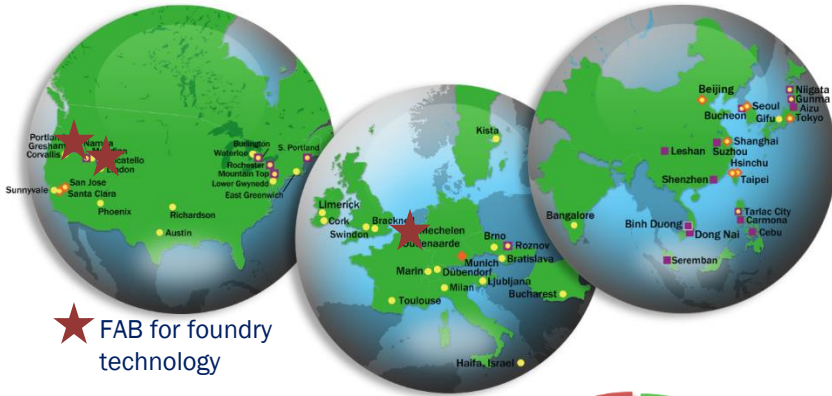 Portlan
Gresham
Corvallis
Sunnyvale
San Jose
Santa Clara
Phoenix
Austin
Richardson
Burlington
Waterloo
Rochester
Mountain Top
Lower Gwynedd
East Greenwich
S. Portland
Kista
Limerick
Cork
Swindon
Mechelen
Brno
Roznov
Bratislava
Munich
Marin
Dübendorf
Milan
Ljubljana
Toulouse
Bucharest
Haifa, Israel
Beijing
Seoul
Bucheon
Niigata
Gunma
Aizu
Gifu
Tokyo
Shanghai
Suzhou
Leshan
Hsinchu
Taipei
Shenzhen
Bangalore
Binh Duong
Dong Nai
Tarlac City
Carmona
Cebu
Seremban
FAB for foundry
technology